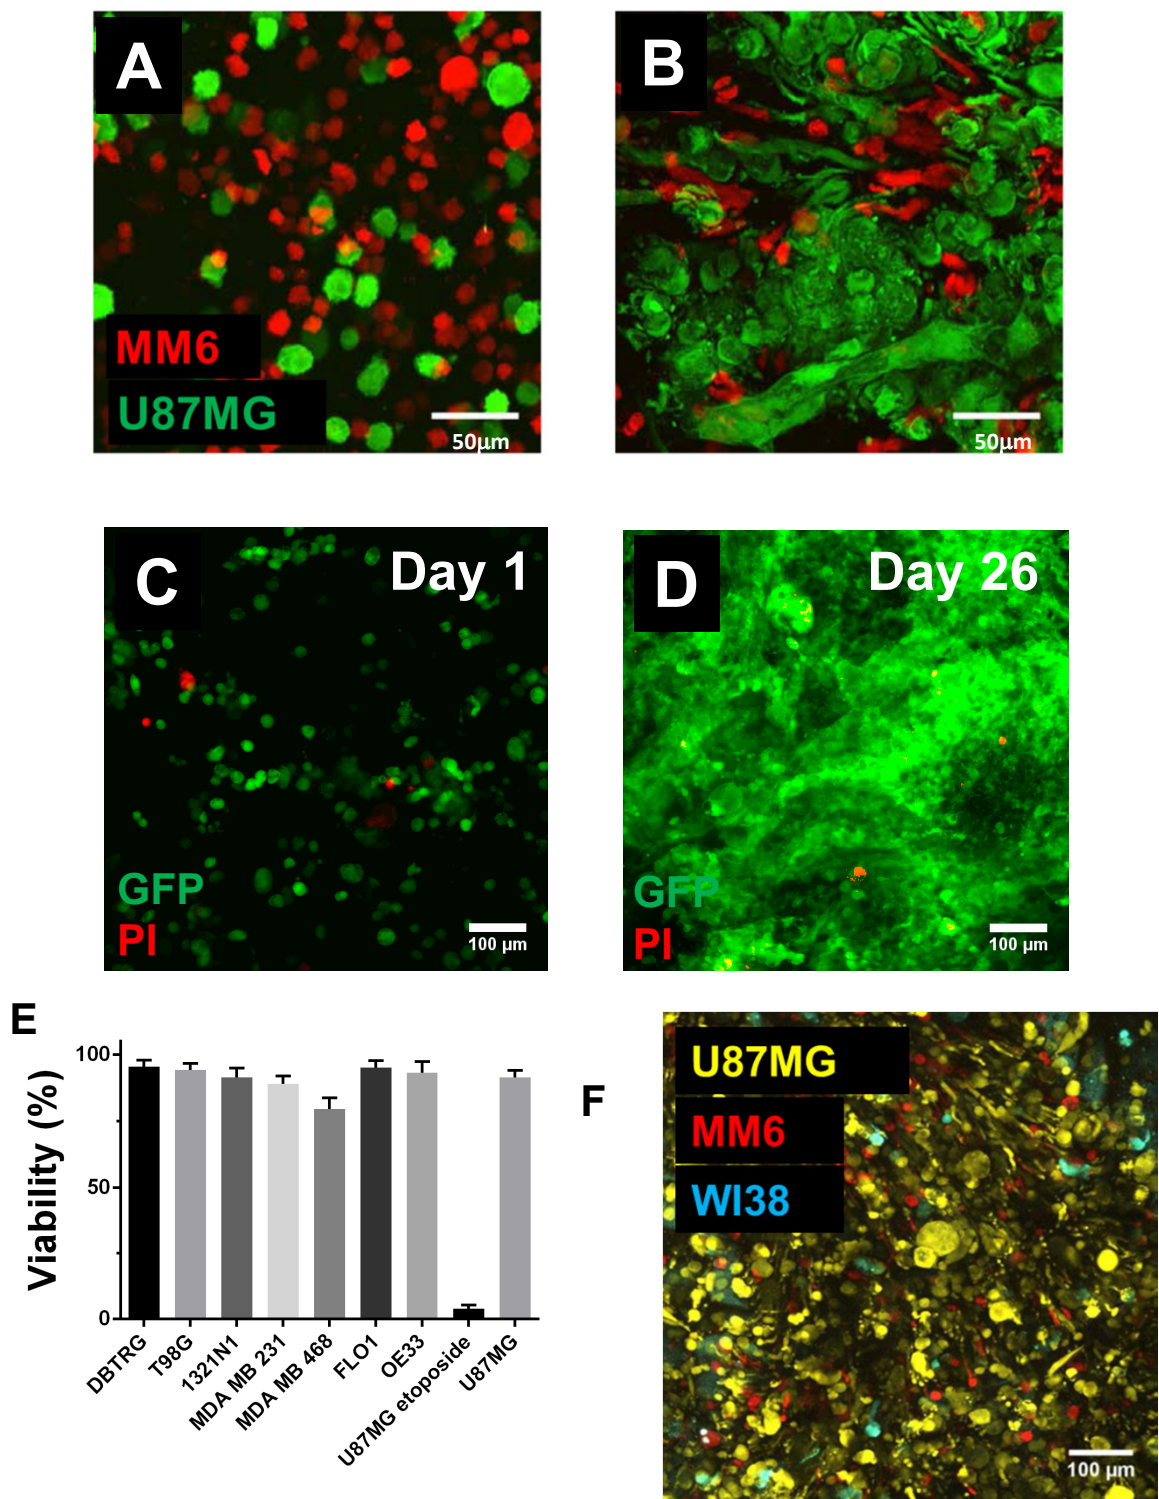 A
MM6
U87MG
50µm
B
50µm
C
Day 1
GFP
PI
100 µm
D
Day 26
GFP
PI
100 µm
E
Viability (%)
100
50
0
DBTRG
T98G
1321N1
MDA MB 231
MDA MB 468
FLO1
OE33
U87MG etoposide
U87MG
F
U87MG
MM6
WI38
100 µm